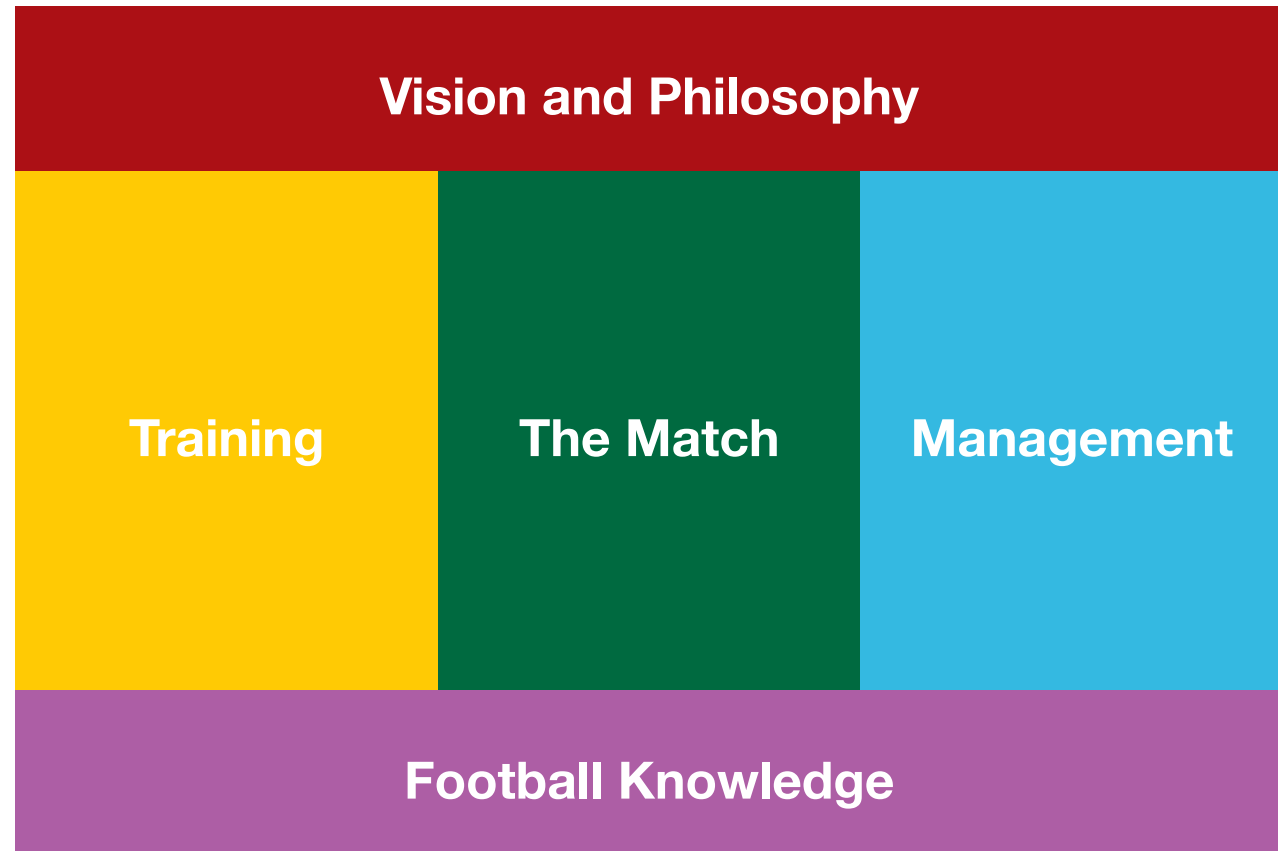 Vision and Philosophy
Training
The Match
Management
Football Knowledge